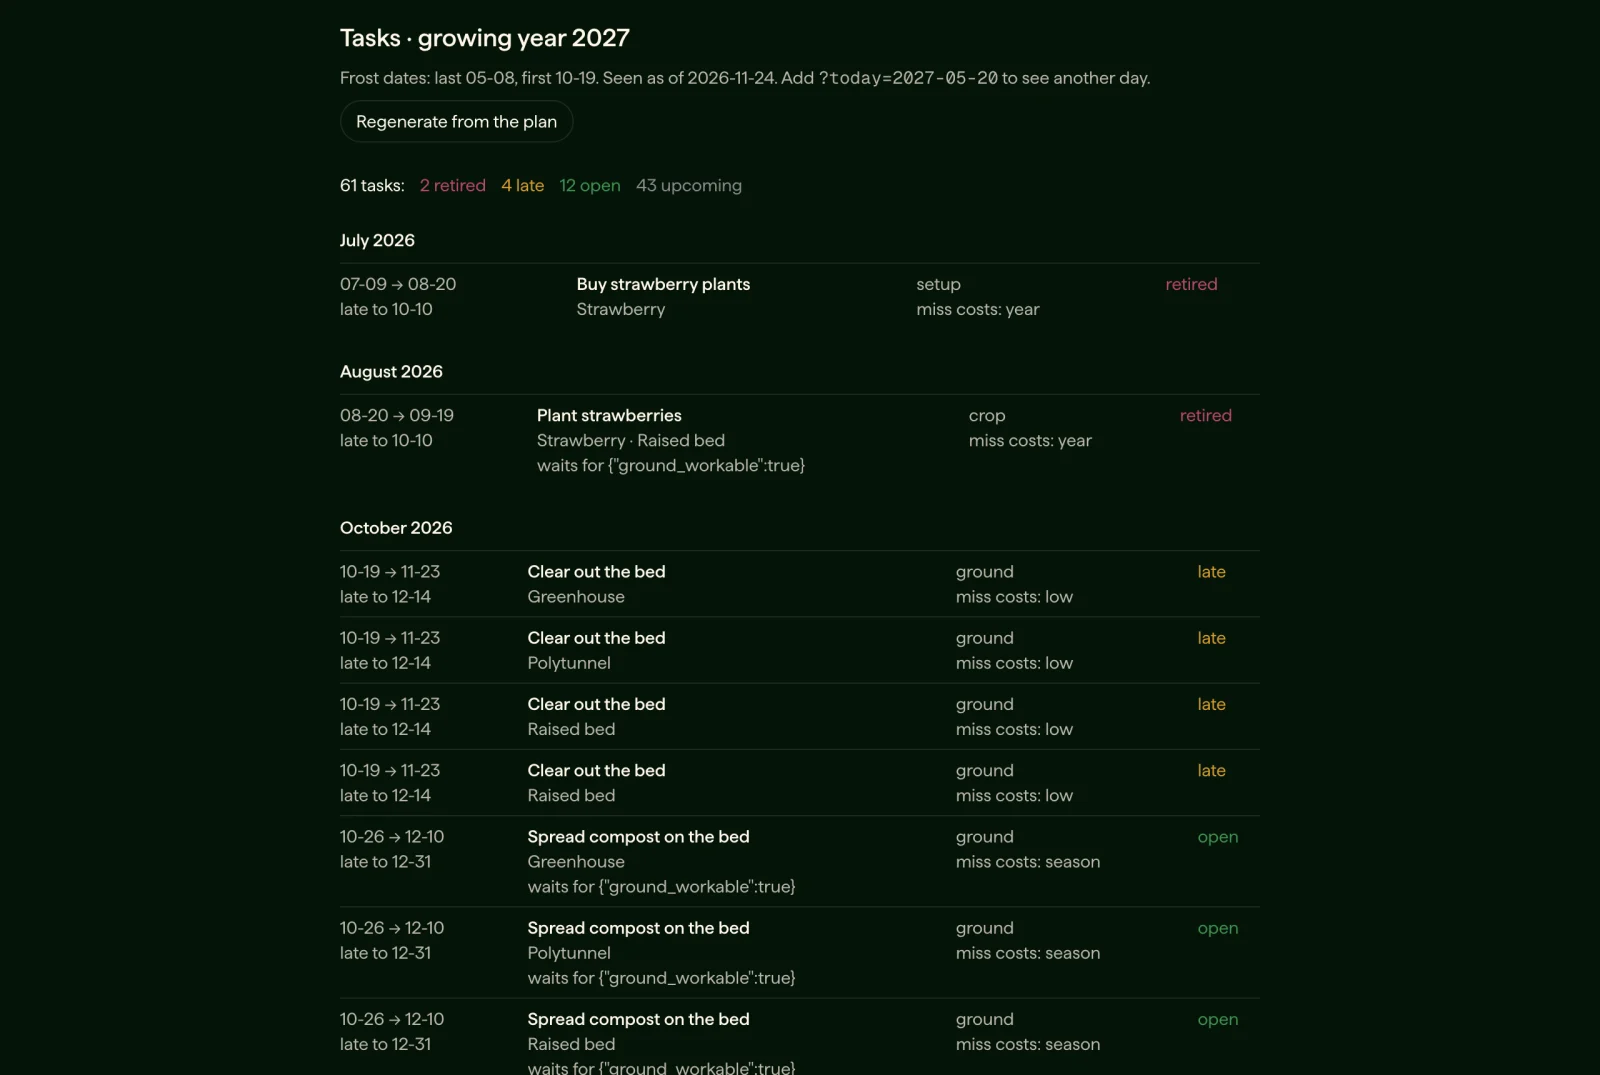 Tasks · growing year 2027
Frost dates: last 05-08, first 10-19. Seen as of 2026-11-24. Add ?today=2027-05-20 to see another day.
Regenerate from the plan
61 tasks: 2 retired 4 late 12 open 43 upcoming
July 2026
07-09 → 08-20 Buy strawberry plants setup retired
late to 10-10 Strawberry miss costs: year
August 2026
08-20 → 09-19 Plant strawberries crop retired
late to 10-10 Strawberry · Raised bed miss costs: year
waits for {"ground_workable":true}
October 2026
10-19 → 11-23 Clear out the bed ground late
late to 12-14 Greenhouse miss costs: low
10-19 → 11-23 Clear out the bed ground late
late to 12-14 Polytunnel miss costs: low
10-19 → 11-23 Clear out the bed ground late
late to 12-14 Raised bed miss costs: low
10-19 → 11-23 Clear out the bed ground late
late to 12-14 Raised bed miss costs: low
10-26 → 12-10 Spread compost on the bed ground open
late to 12-31 Greenhouse miss costs: season
waits for {"ground_workable":true}
10-26 → 12-10 Spread compost on the bed ground open
late to 12-31 Polytunnel miss costs: season
waits for {"ground_workable":true}
10-26 → 12-10 Spread compost on the bed ground open
late to 12-31 Raised bed miss costs: season
waits for {"ground_workable":true}